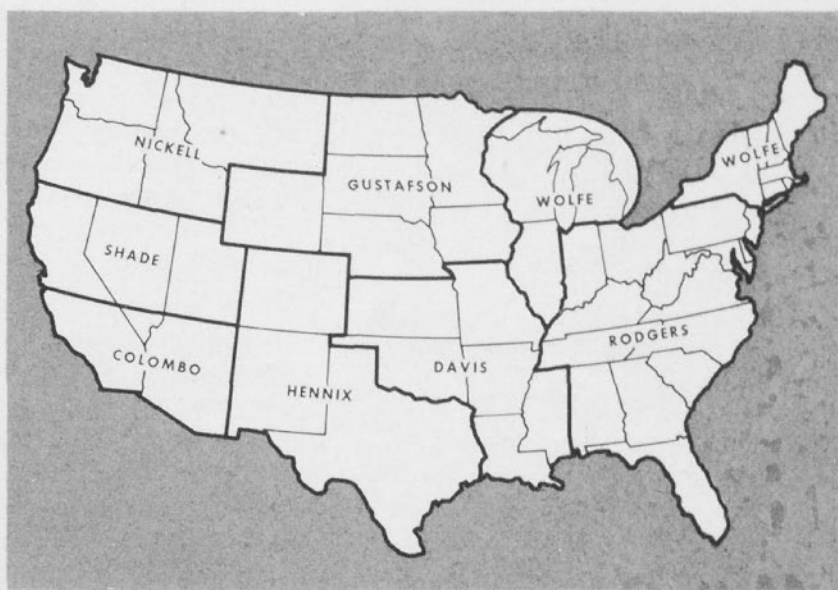 NICKELL
GUSTAFSON
WOLFE
WOLFE
SHADE
COLOMBO
HENNIX
DAVIS
RODGERS